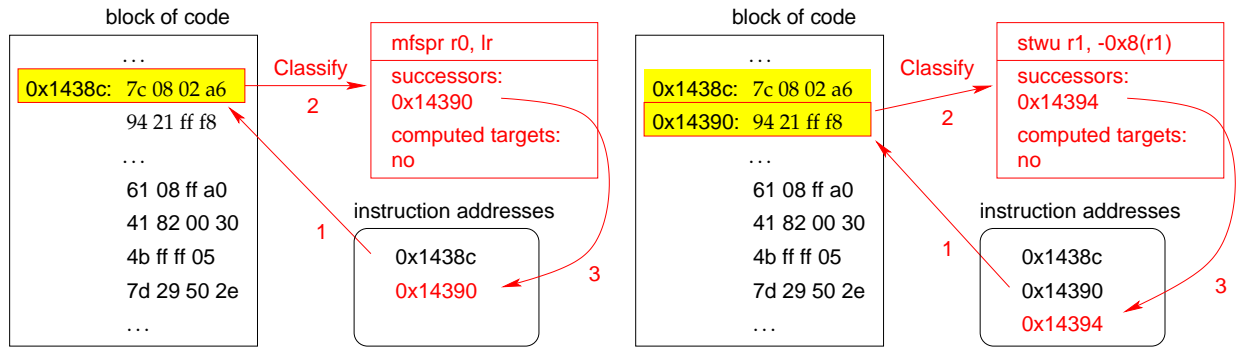 block of code
...
0x1438c: 7c 08 02 a6
94 21 ff f8
...
61 08 ff a0
41 82 00 30
4b ff ff 05
7d 29 50 2e
...
Classify
2
mfspr r0, lr
successors:
0x14390
computed targets:
no
1
instruction addresses
0x1438c
0x14390
3
block of code
...
0x1438c: 7c 08 02 a6
0x14390: 94 21 ff f8
...
61 08 ff a0
41 82 00 30
4b ff ff 05
7d 29 50 2e
...
Classify
2
stwu r1, -0x8(r1)
successors:
0x14394
computed targets:
no
1
instruction addresses
0x1438c
0x14390
0x14394
3